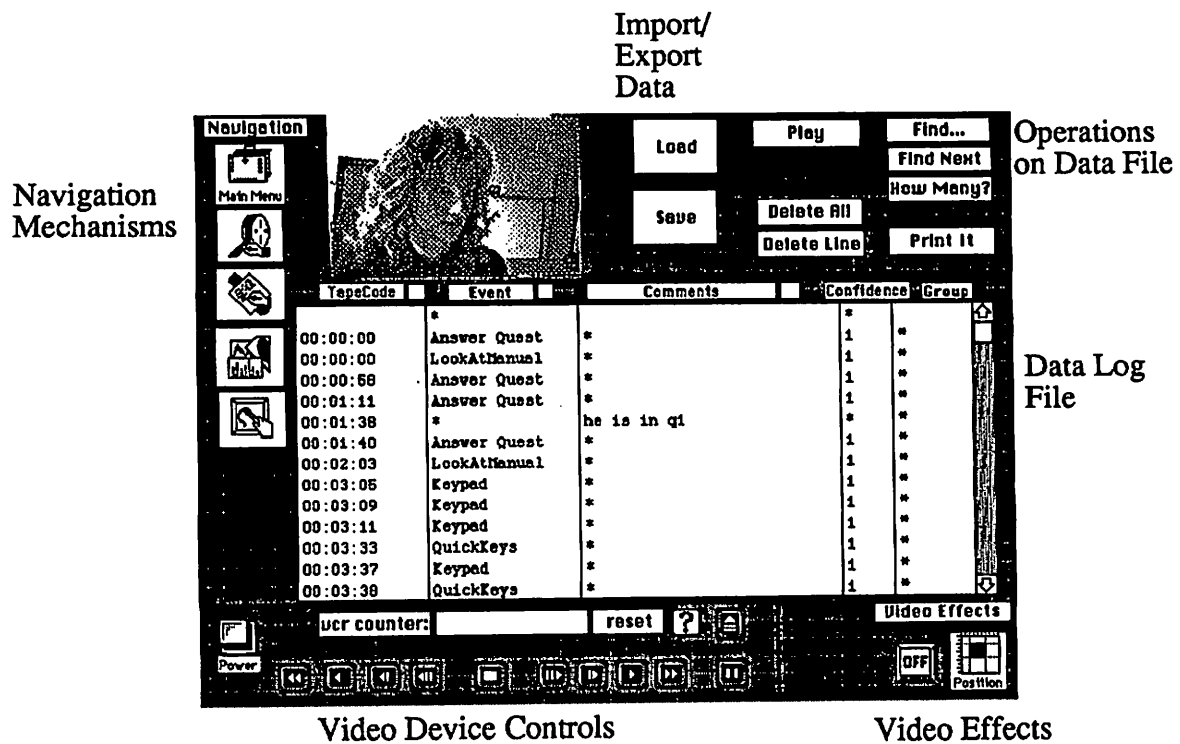 Import/
Export
Data
Navigation
Mechanisms
Operations
on Data File
Data Log
File
Video Device Controls
Video Effects
Navigation
Main Menu
Load
Save
Play
Delete All
Delete Line
Find...
Find Next
How Many?
Print It
TapeCode Event Comments Confidence Group
* *
00:00:00 Answer Quest * 1 *
00:00:00 LookAtManual * 1 *
00:00:58 Answer Quest * 1 *
00:01:11 Answer Quest * 1 *
00:01:38 * he is in qi * *
00:01:40 Answer Quest * 1 *
00:02:03 LookAtManual * 1 *
00:03:05 Keypad * 1 *
00:03:09 Keypad * 1 *
00:03:11 Keypad * 1 *
00:03:33 QuickKeys * 1 *
00:03:37 Keypad * 1 *
00:03:38 QuickKeys * 1 *
vcr counter: reset ?
Video Effects
Power
OFF
Position